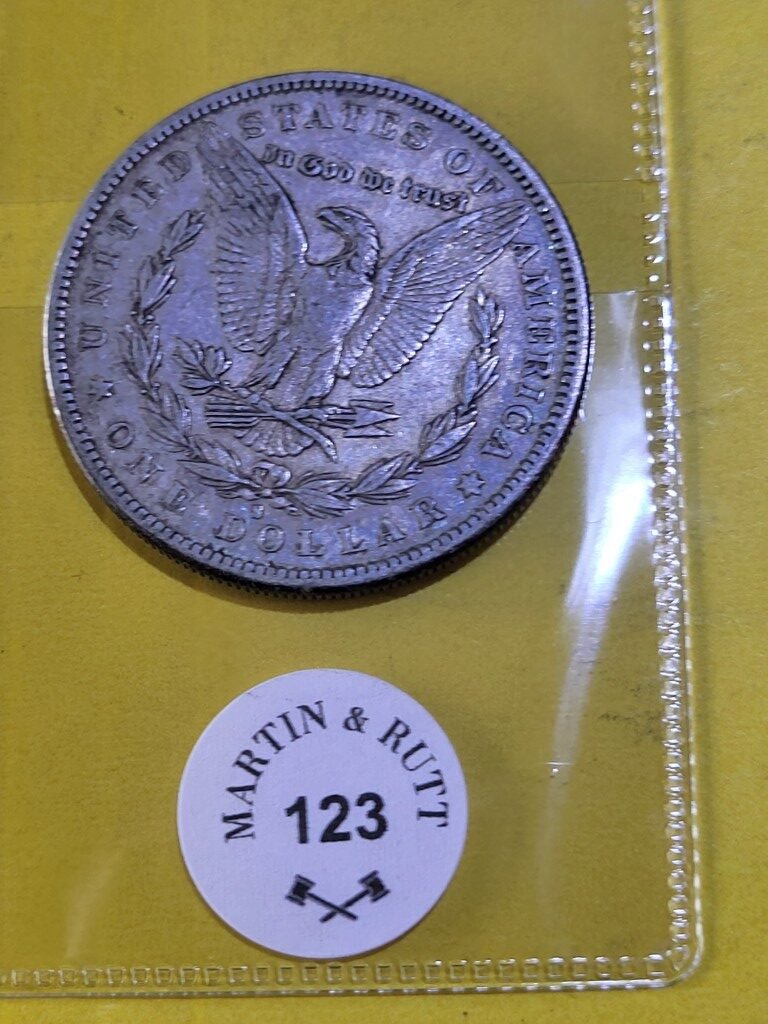 UNITED STATES OF AMERICA
In God we trust
ONE DOLLAR
S
MARTIN & RUTT
123